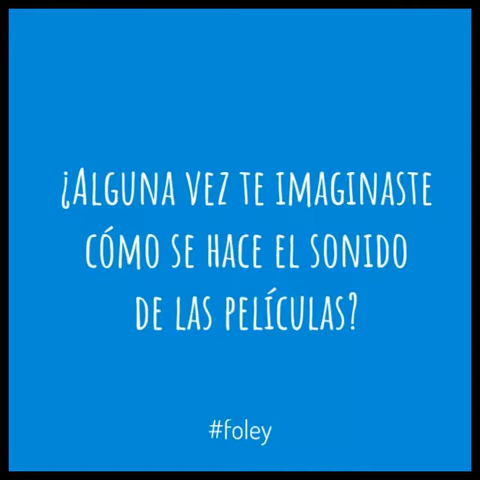 ¿ALGUNA VEZ TE IMAGINASTE
CÓMO SE HACE EL SONIDO
DE LAS PELÍCULAS?
#foley